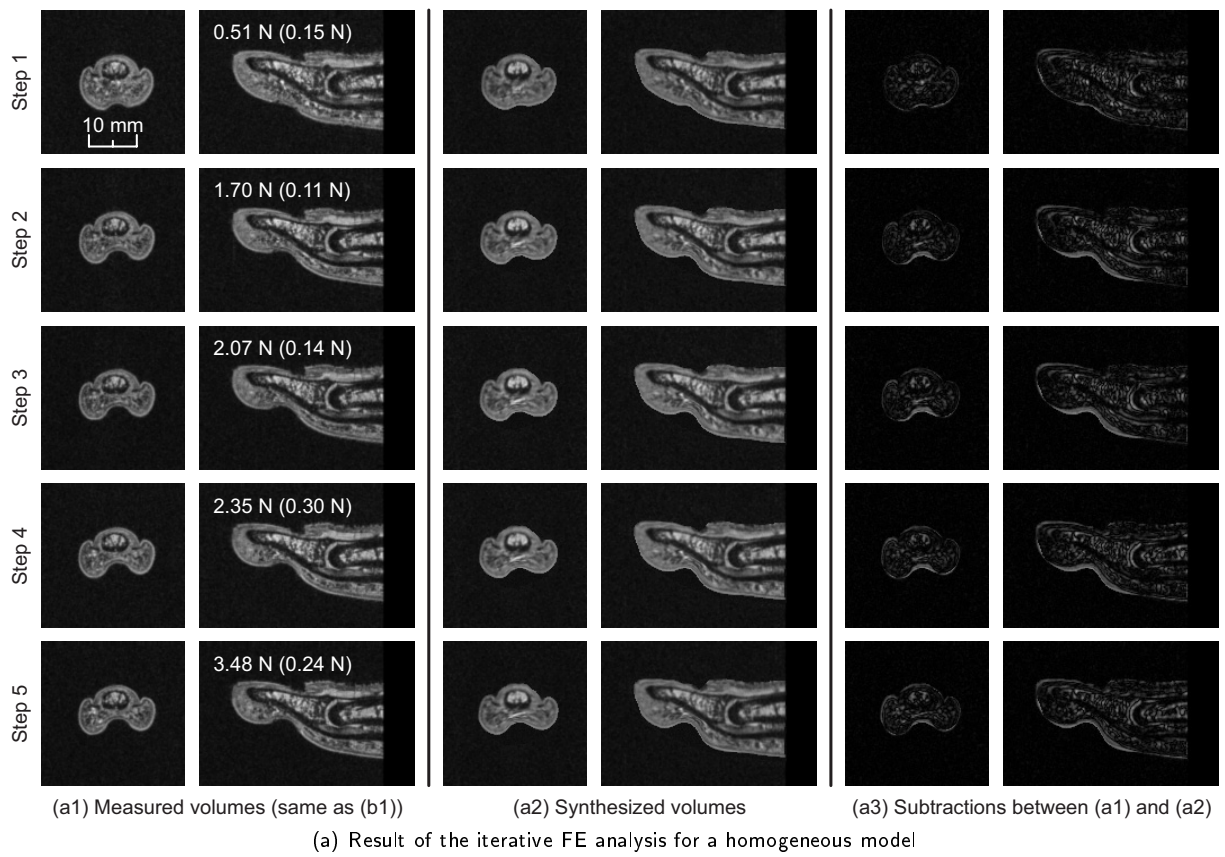 Step 1
0.51 N (0.15 N)
10 mm
Step 2
1.70 N (0.11 N)
Step 3
2.07 N (0.14 N)
Step 4
2.35 N (0.30 N)
Step 5
3.48 N (0.24 N)
(a1) Measured volumes (same as (b1))
(a2) Synthesized volumes
(a3) Subtractions between (a1) and (a2)
(a) Result of the iterative FE analysis for a homogeneous model